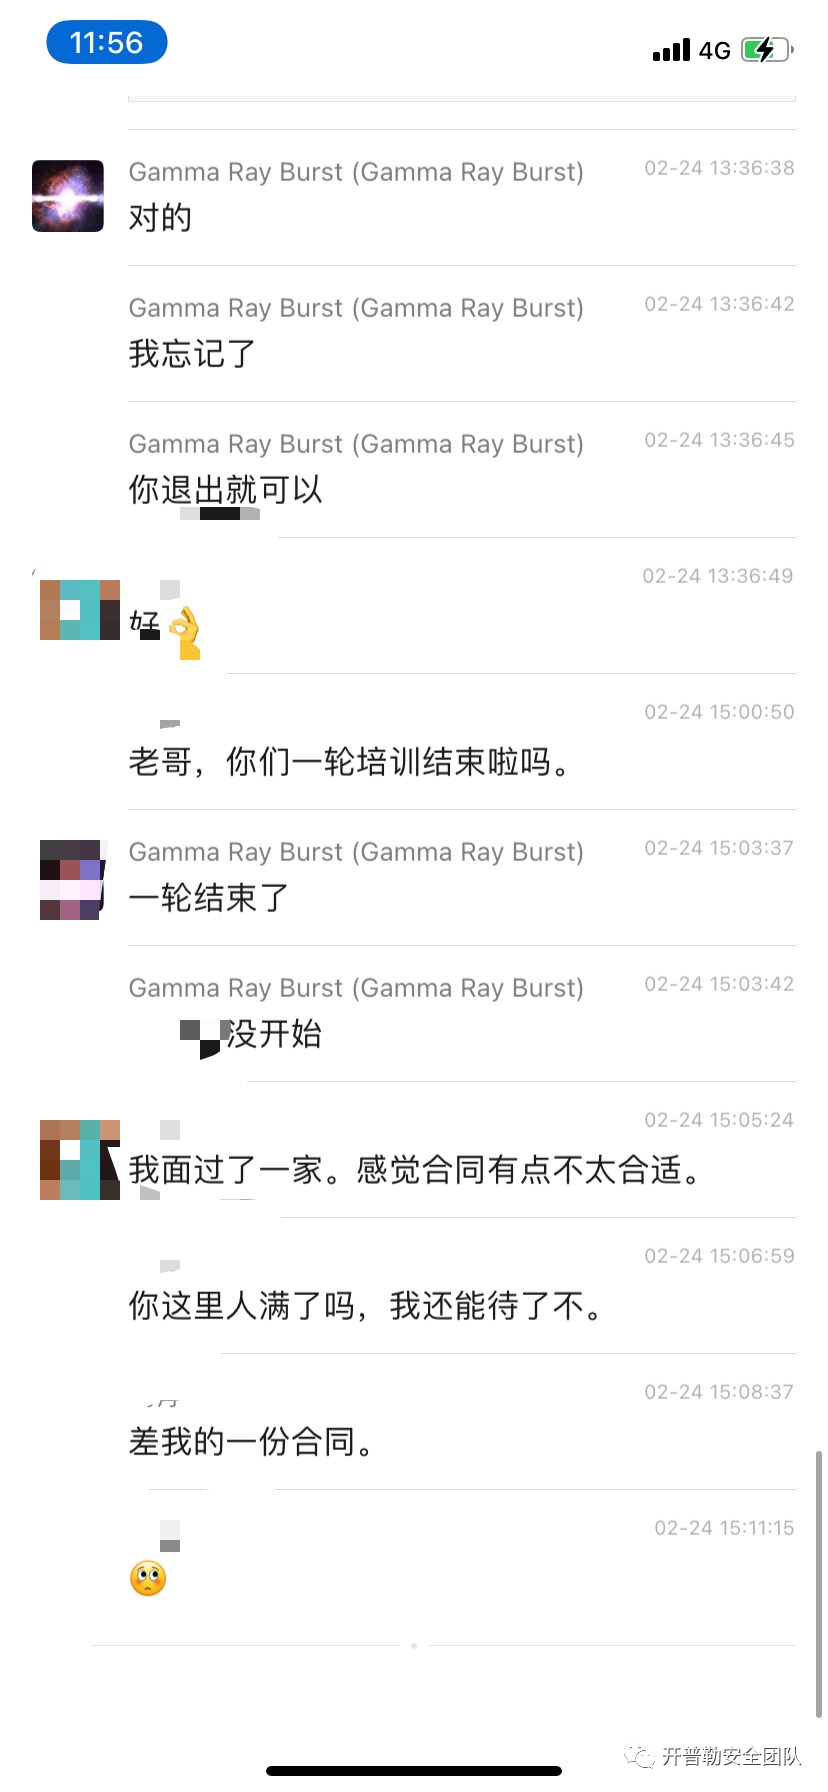 11:56
4G
Gamma Ray Burst (Gamma Ray Burst) 02-24 13:36:38
对的
Gamma Ray Burst (Gamma Ray Burst) 02-24 13:36:42
我忘记了
Gamma Ray Burst (Gamma Ray Burst) 02-24 13:36:45
你退出就可以
02-24 13:36:49
好👌
02-24 15:00:50
老哥，你们一轮培训结束啦吗。
Gamma Ray Burst (Gamma Ray Burst) 02-24 15:03:37
一轮结束了
Gamma Ray Burst (Gamma Ray Burst) 02-24 15:03:42
没开始
02-24 15:05:24
我面过了一家。感觉合同有点不太合适。
02-24 15:06:59
你这里人满了吗，我还能待了不。
02-24 15:08:37
差我的一份合同。
02-24 15:11:15
开普勒安全团队